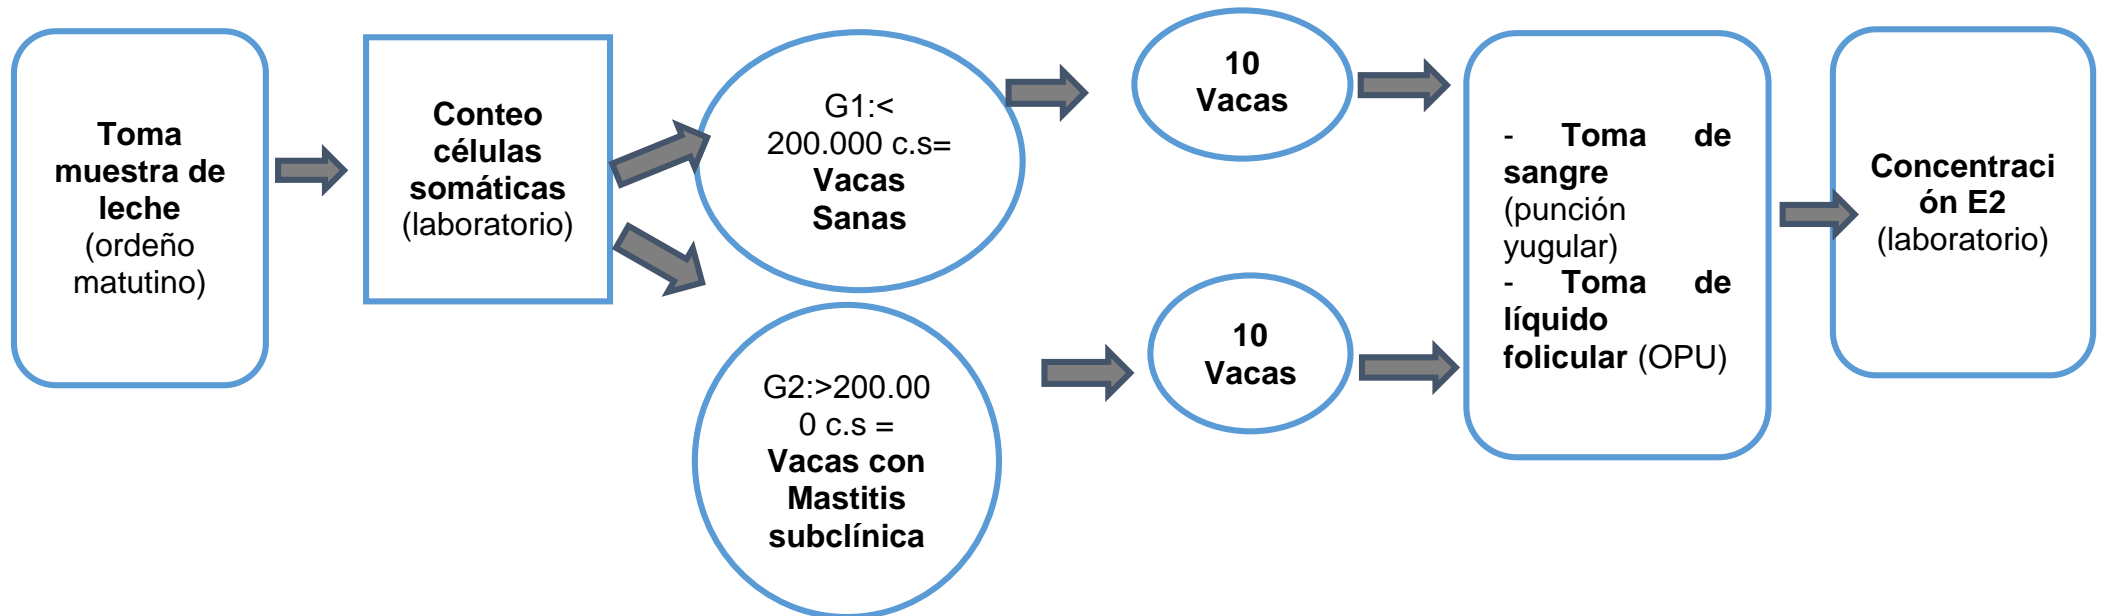 Toma
muestra de
leche
(ordeño
matutino)
Conteo
células
somáticas
(laboratorio)
G1:<
200.000 c.s=
Vacas
Sanas
G2:>200.00
0 c.s =
Vacas con
Mastitis
subclínica
10
Vacas
10
Vacas
- Toma de
sangre
(punción
yugular)
- Toma de
líquido
folicular (OPU)
Concentraci
ón E2
(laboratorio)